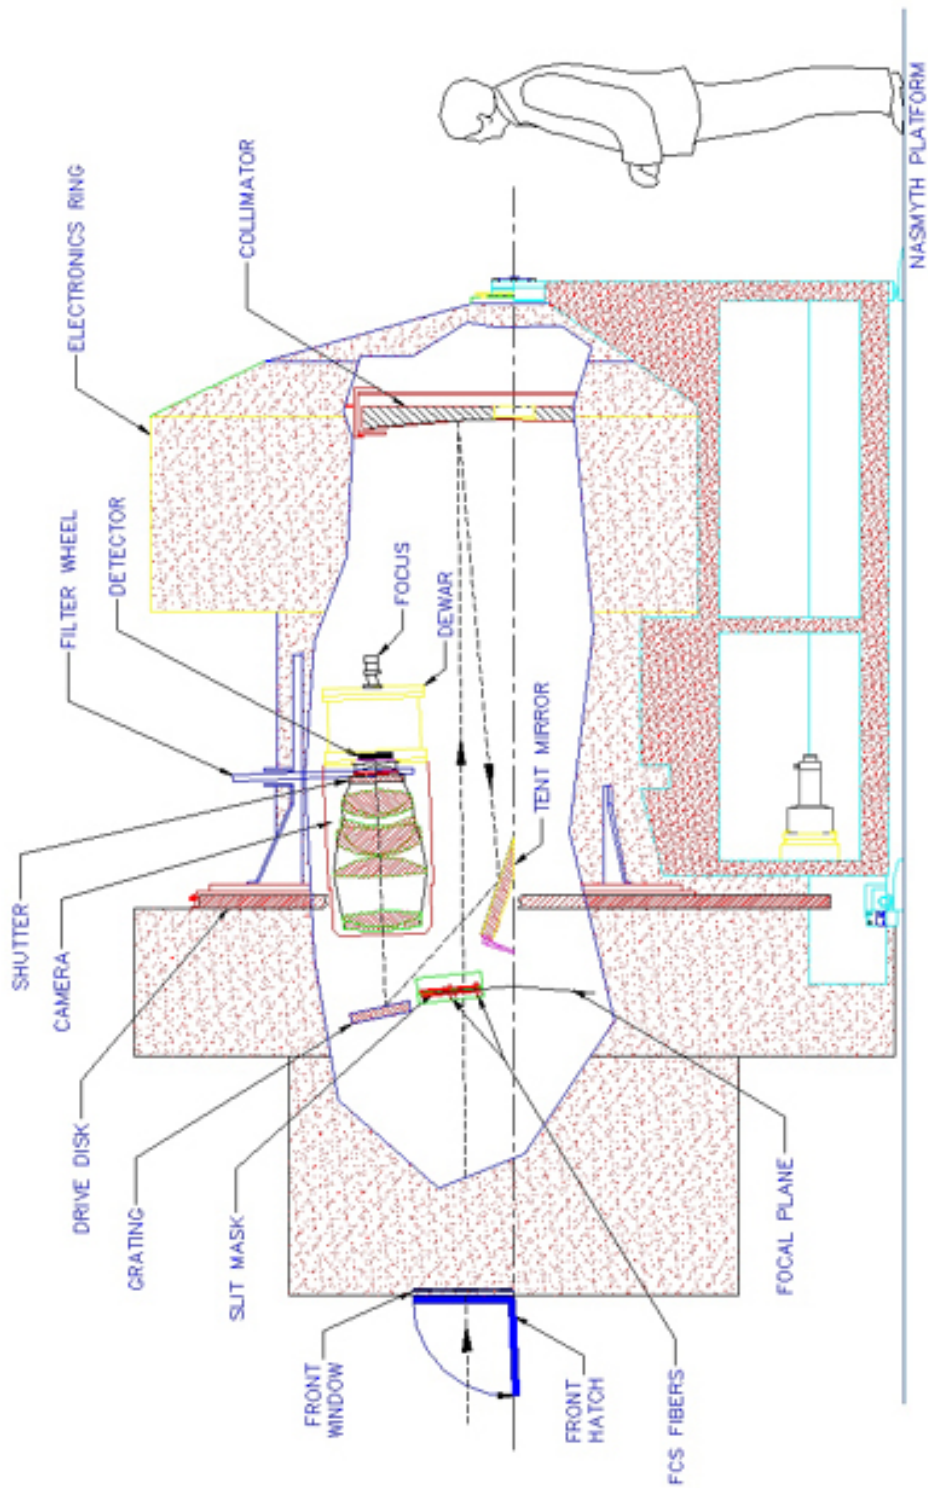 ELECTRONICS RING
FILTER WHEEL
DETECTOR
COLLIMATOR
SHUTTER
CAMERA
FOCUS
DEWAR
TENT MIRROR
DRIVE DISK
GRATING
SLIT MASK
FRONT
WINDOW
FRONT
HATCH
FCS FIBERS
FOCAL PLANE
NASMYTH PLATFORM